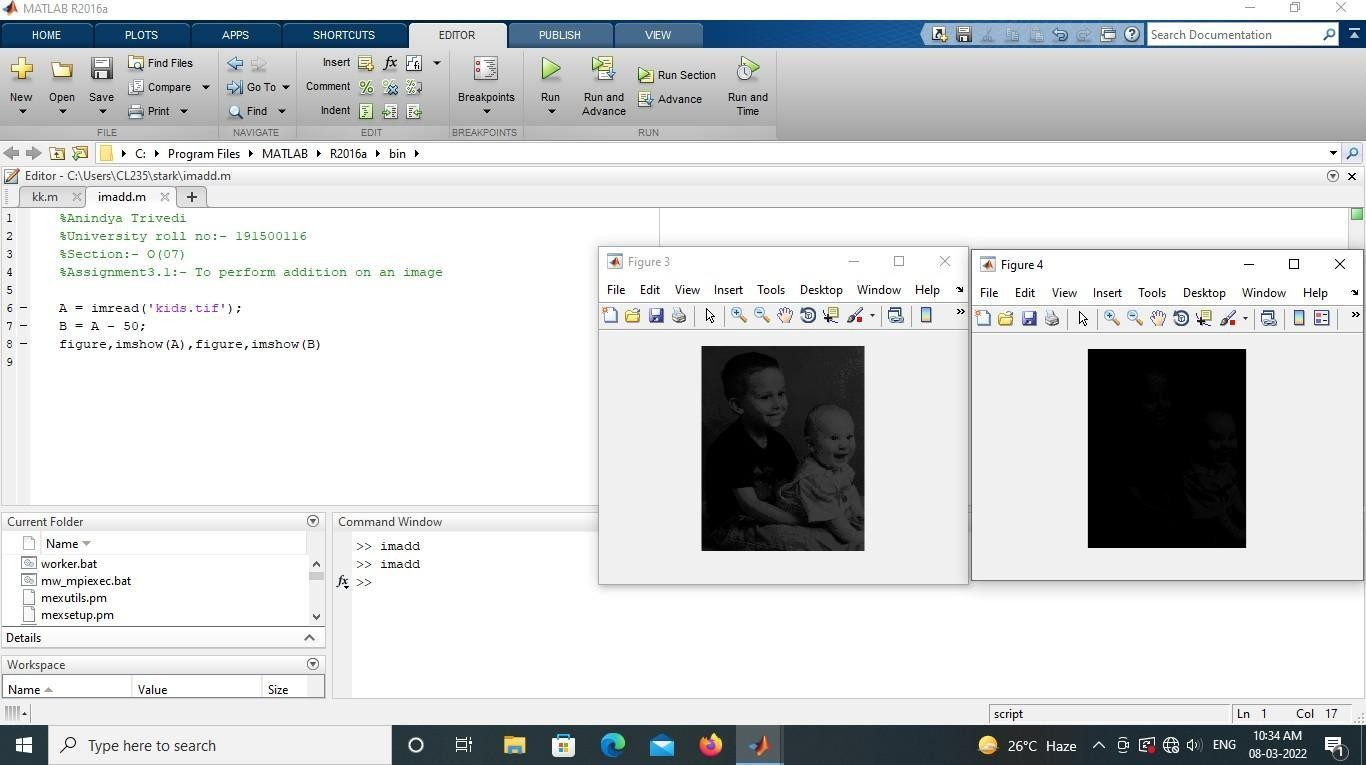 MATLAB R2016a
HOME PLOTS APPS SHORTCUTS EDITOR PUBLISH VIEW Search Documentation
New Open Save Find Files Compare Print
Go To Find
Insert fx
Comment %
Indent
Breakpoints Run Run and Advance Run Section Advance Run and Time
FILE NAVIGATE EDIT BREAKPOINTS RUN
C: Program Files MATLAB R2016a bin
Editor - C:\Users\CL235\stark\imadd.m
kk.m imadd.m
1 %Anindya Trivedi
2 %University roll no:- 191500116
3 %Section:- O(07)
4 %Assignment3.1:- To perform addition on an image
5
6 – A = imread('kids.tif');
7 – B = A - 50;
8 – figure,imshow(A),figure,imshow(B)
9
Figure 3
File Edit View Insert Tools Desktop Window Help
Figure 4
File Edit View Insert Tools Desktop Window Help
Current Folder
Name
worker.bat
mw_mpiexec.bat
mexutils.pm
mexsetup.pm
Details
Workspace
Name Value Size
Command Window
>> imadd
>> imadd
fx >>
script Ln 1 Col 17
Type here to search
26°C Haze ENG 10:34 AM
08-03-2022
1